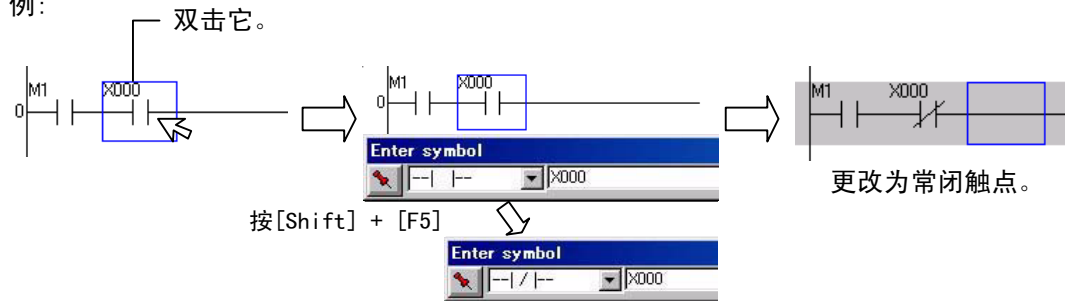 例:
双击它。
M1 X000
0
M1 X000
0
M1 X000
Enter symbol
--| |-- X000
更改为常闭触点。
按[Shift] + [F5]
Enter symbol
--| / |-- X000